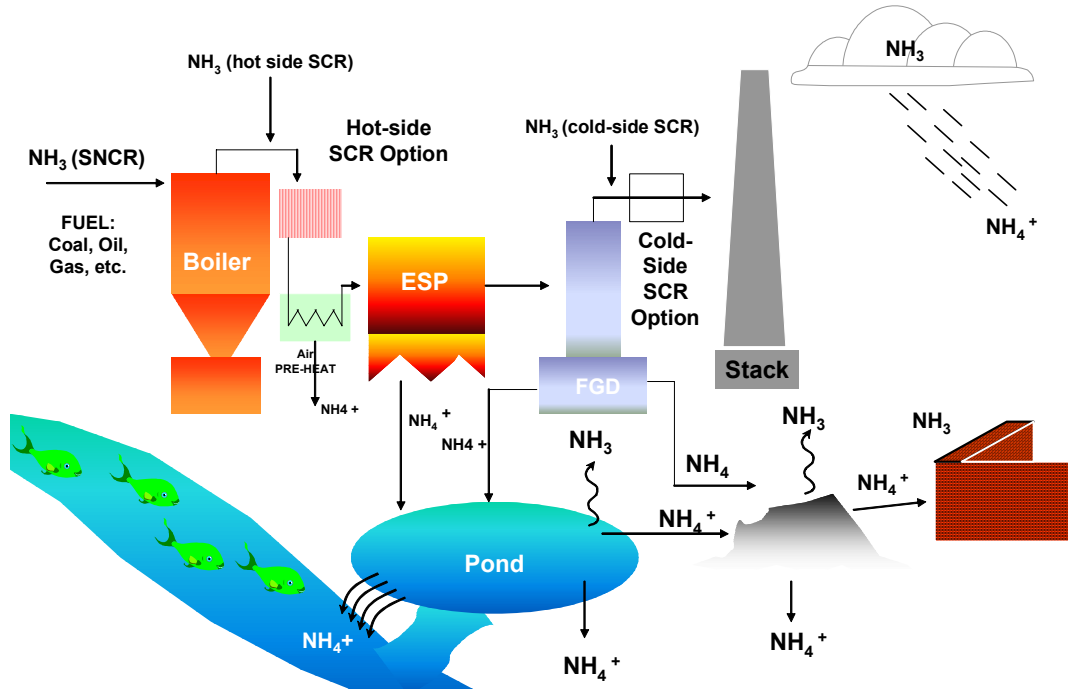 NH₃ (hot side SCR)
NH₃
NH₃ (cold-side SCR)
Hot-side
SCR Option
NH₃ (SNCR)
FUEL:
Coal, Oil,
Gas, etc.
Boiler
ESP
Cold-
Side
SCR
Option
NH₄⁺
Air
PRE-HEAT
Stack
FGD
NH4 +
NH₄⁺
NH4 +
NH₃
NH₃
NH₃
NH₄
NH₄⁺
NH₄⁺
Pond
NH₄+
NH₄⁺
NH₄⁺